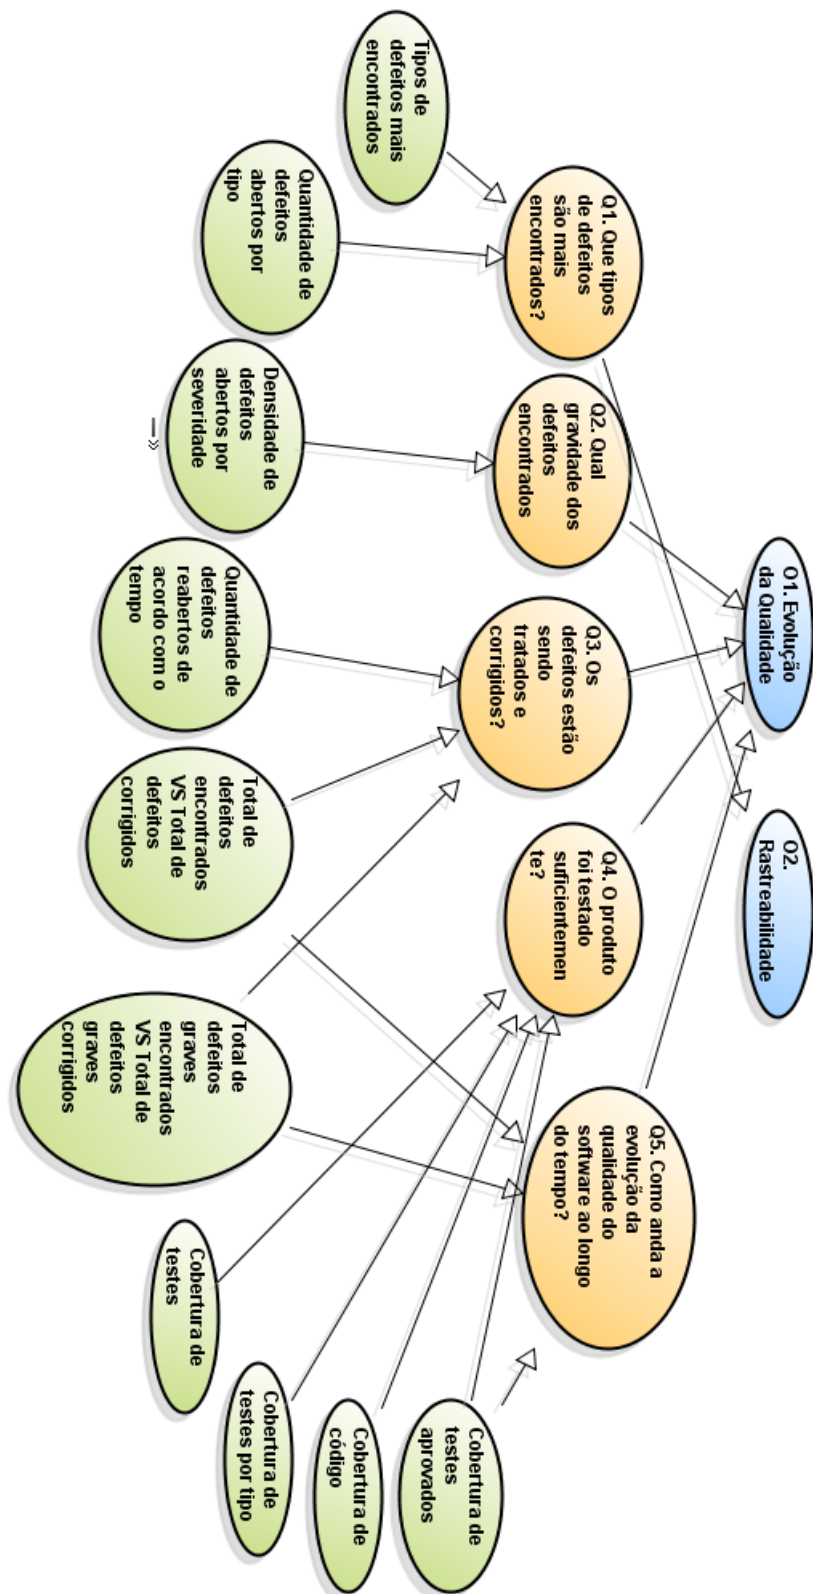 O1. Evolução
da Qualidade
O2.
Rastreabilidade
Q1. Que tipos
de defeitos
são mais
encontrados?
Q2. Qual
gravidade dos
defeitos
encontrados
Q3. Os
defeitos estão
sendo
tratados e
corrigidos?
Q4. O produto
foi testado
suficientemen
te?
Q5. Como anda a
evolução da
qualidade do
software ao longo
do tempo?
Tipos de
defeitos mais
encontrados
Quantidade de
defeitos
abertos por
tipo
Densidade de
defeitos
abertos por
severidade
Quantidade de
defeitos
reabertos de
acordo com o
tempo
Total de
defeitos
encontrados
VS Total de
defeitos
corrigidos
Total de
defeitos
graves
encontrados
VS Total de
defeitos
graves
corrigidos
Cobertura de
testes
Cobertura de
testes por tipo
Cobertura de
código
Cobertura de
testes
aprovados